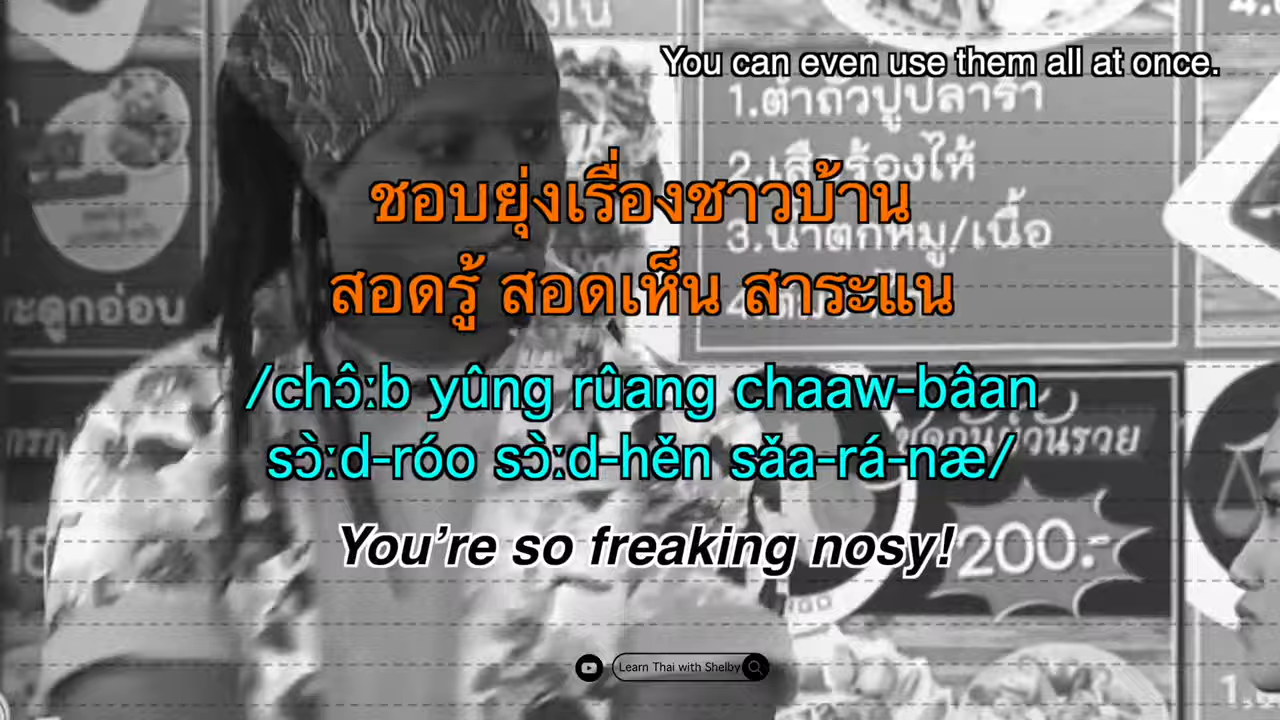 You can even use them all at once.
1.ตำถั่วปูปลาร้า
2.เสือร้องไห้
3.น้ำตกหมู/เนื้อ
ชอบยุ่งเรื่องชาวบ้าน
สอดรู้ สอดเห็น สาระแน
/chɔ̂ːb yûng rûang chaaw-bâan
sɔ̀ːd-róo sɔ̀ːd-hěn sǎa-rá-næ/
You're so freaking nosy!
200.-
Learn Thai with Shelby